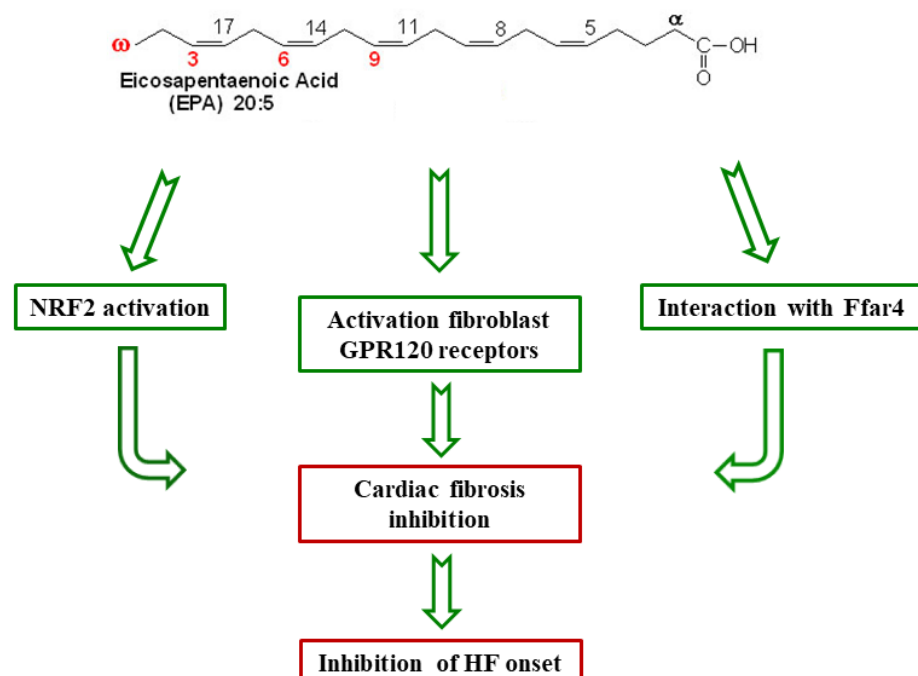 17 14 11 8 5 α
ω 3 6 9 C–OH
O
Eicosapentaenoic Acid
(EPA) 20:5
NRF2 activation
Activation fibroblast
GPR120 receptors
Interaction with Ffar4
Cardiac fibrosis
inhibition
Inhibition of HF onset